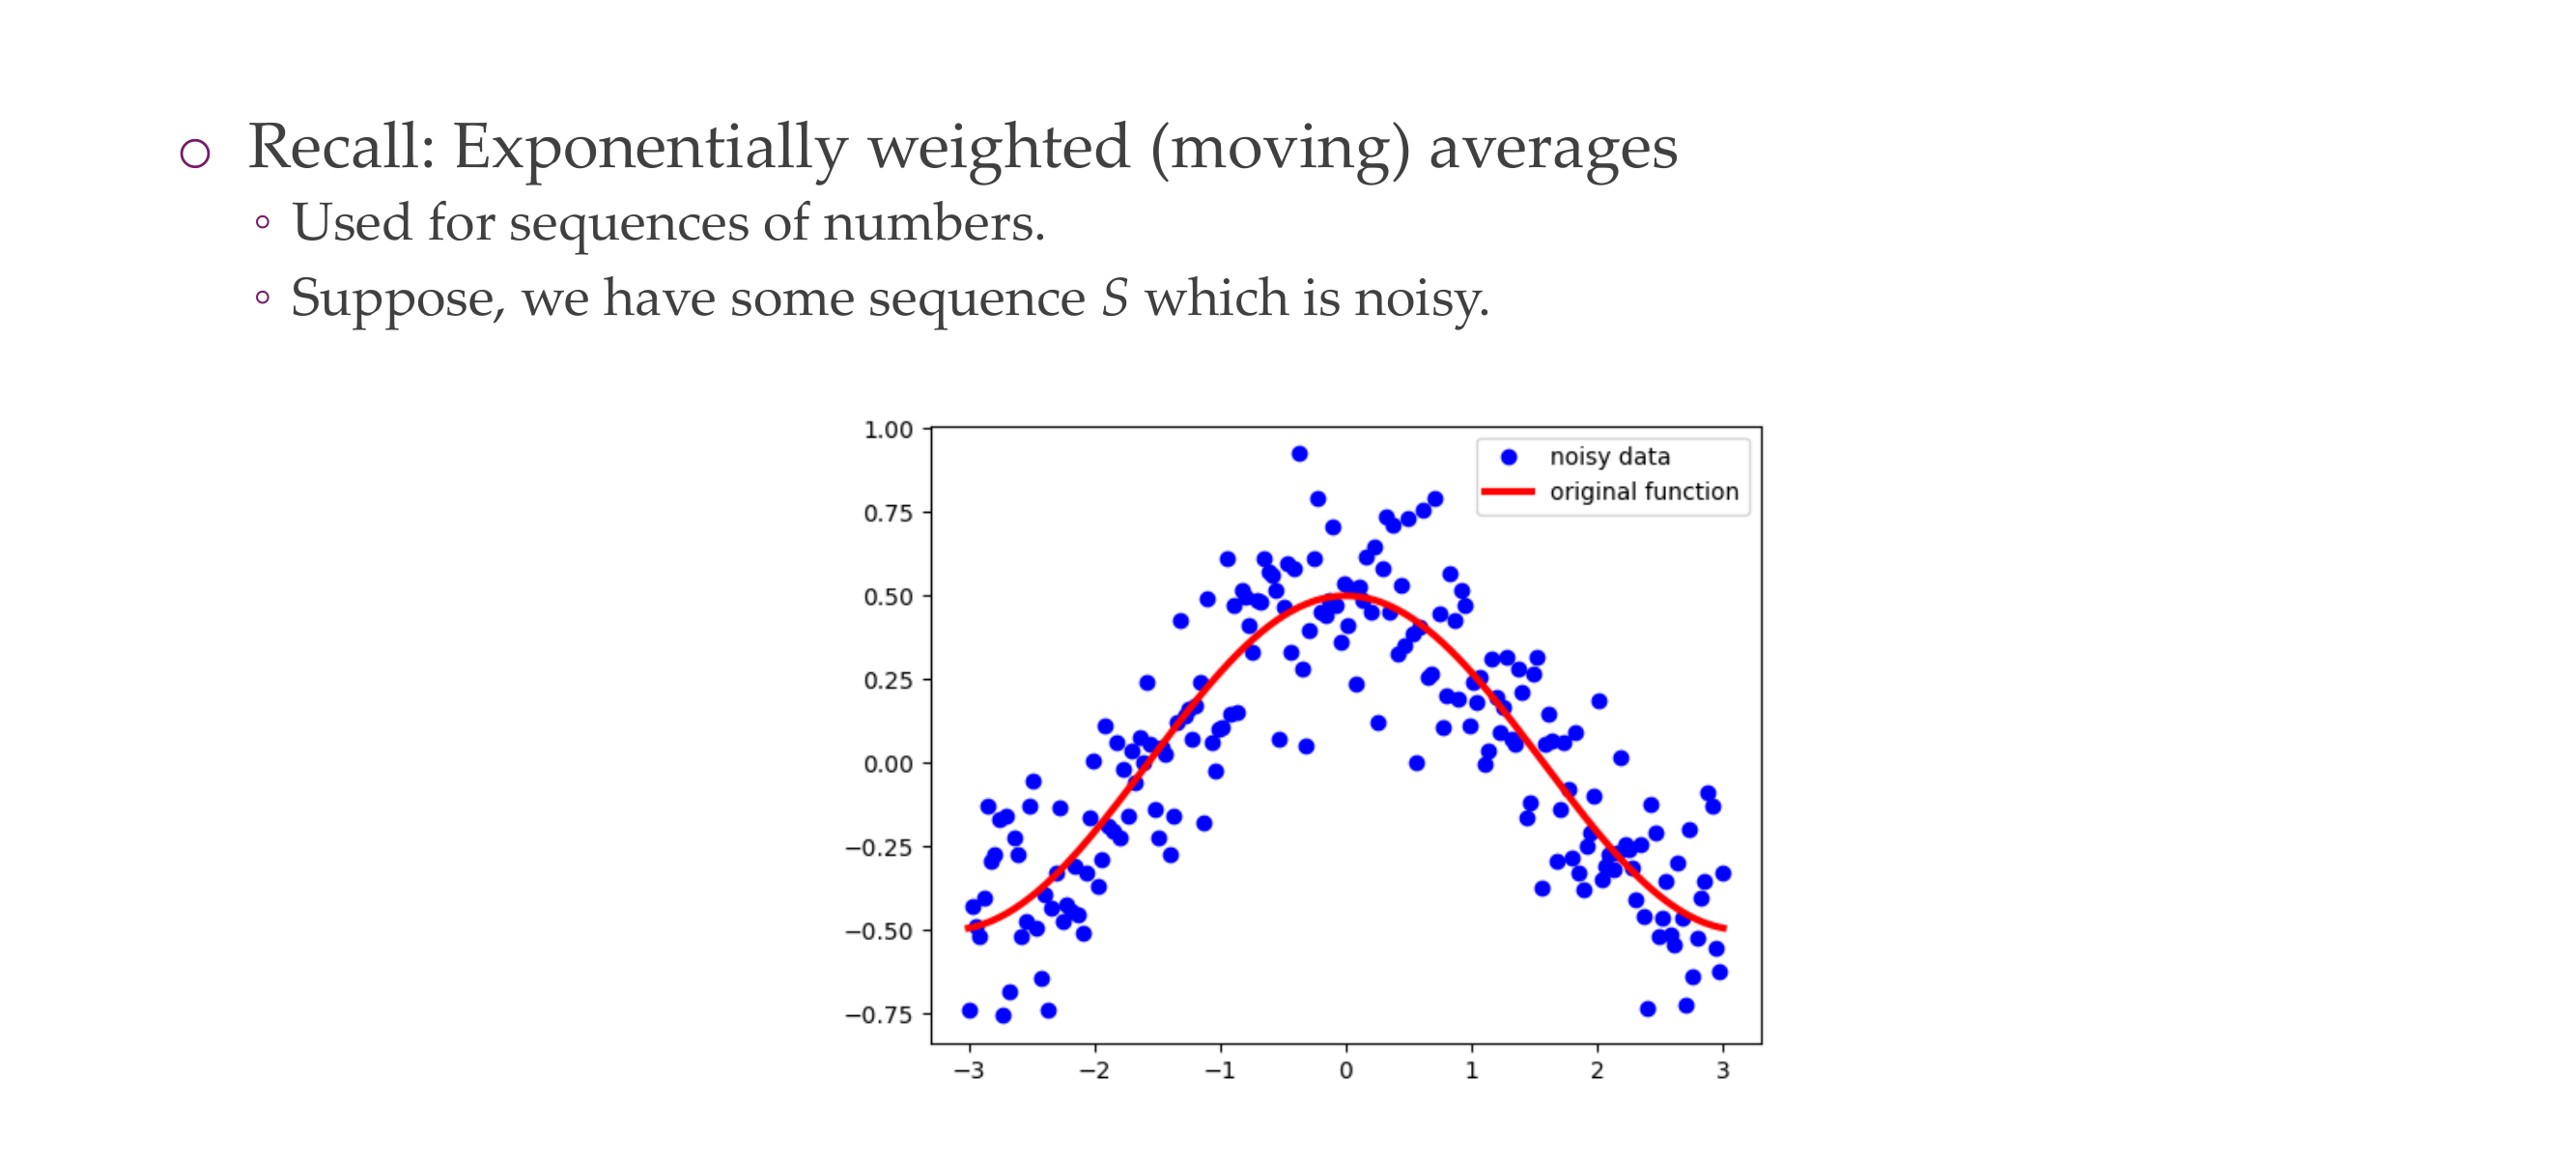 Recall: Exponentially weighted (moving) averages
Used for sequences of numbers.
Suppose, we have some sequence S which is noisy.
1.00
0.75
0.50
0.25
0.00
−0.25
−0.50
−0.75
noisy data
original function
−3 −2 −1 0 1 2 3